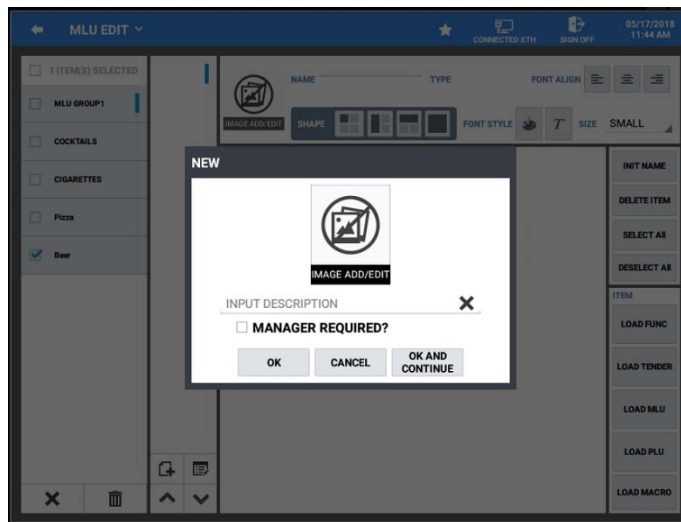 MLU EDIT
CONNECTED ETH
SIGN OFF
05/17/2018
11:44 AM
1 ITEM(S) SELECTED
MLU GROUP1
COCKTAILS
CIGARETTES
Pizza
Beer
IMAGE ADD/EDIT
NAME
TYPE
FONT ALIGN
SHAPE
FONT STYLE
T
SIZE
SMALL
NEW
IMAGE ADD/EDIT
INPUT DESCRIPTION
MANAGER REQUIRED?
OK
CANCEL
OK AND
CONTINUE
INIT NAME
DELETE ITEM
SELECT All
DESELECT All
ITEM
LOAD FUNC
LOAD TENDER
LOAD MLU
LOAD PLU
LOAD MACRO